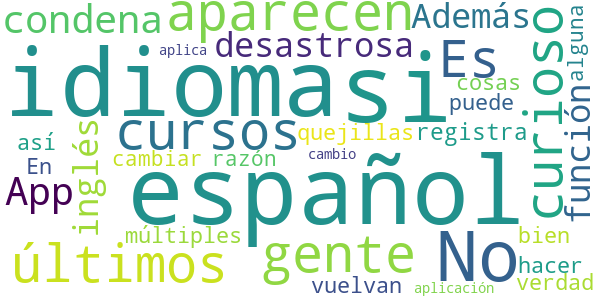 condena aparecen Además
aplica
desastrosa
idioma si Es
curioso
alguna
función
cosas
puede
cursos
quejillas registra
inglés
así
En
cambiar razón
cambio
App
español
No
múltiples
últimos gente
bien
hacer
vuelvan
aplicación
verdad